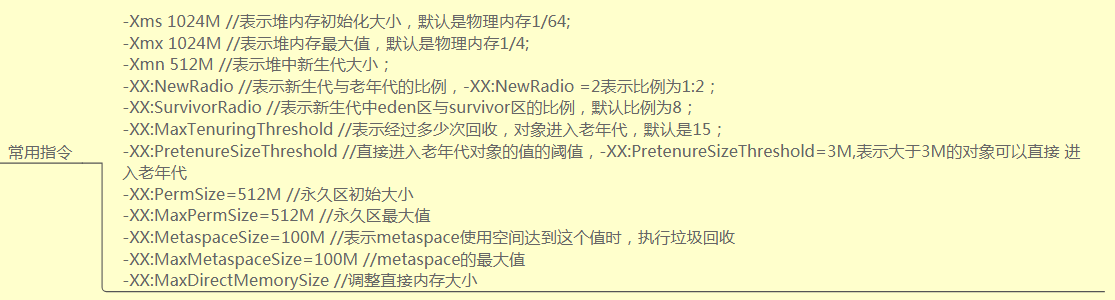 -Xms 1024M //表示堆内存初始化大小，默认是物理内存1/64;
-Xmx 1024M //表示堆内存最大值，默认是物理内存1/4;
-Xmn 512M //表示堆中新生代大小；
-XX:NewRadio //表示新生代与老年代的比例，-XX:NewRadio =2表示比例为1:2；
-XX:SurvivorRadio //表示新生代中eden区与survivor区的比例，默认比例为8；
-XX:MaxTenuringThreshold //表示经过多少次回收，对象进入老年代，默认是15；
常用指令
-XX:PretenureSizeThreshold //直接进入老年代对象的值的阈值，-XX:PretenureSizeThreshold=3M,表示大于3M的对象可以直接 进
入老年代
-XX:PermSize=512M //永久区初始大小
-XX:MaxPermSize=512M //永久区最大值
-XX:MetaspaceSize=100M //表示metaspace使用空间达到这个值时，执行垃圾回收
-XX:MaxMetaspaceSize=100M //metaspace的最大值
-XX:MaxDirectMemorySize //调整直接内存大小